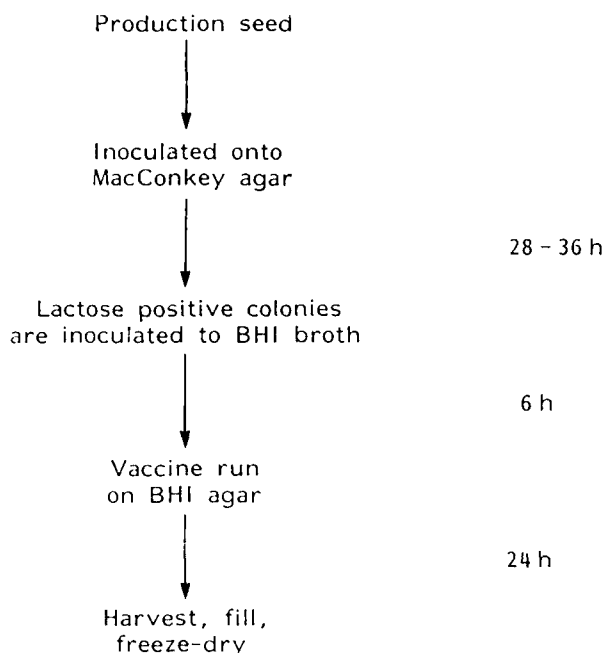 Production seed
Inoculated onto
MacConkey agar
28 - 36 h
Lactose positive colonies
are inoculated to BHI broth
6 h
Vaccine run
on BHI agar
24 h
Harvest, fill,
freeze-dry